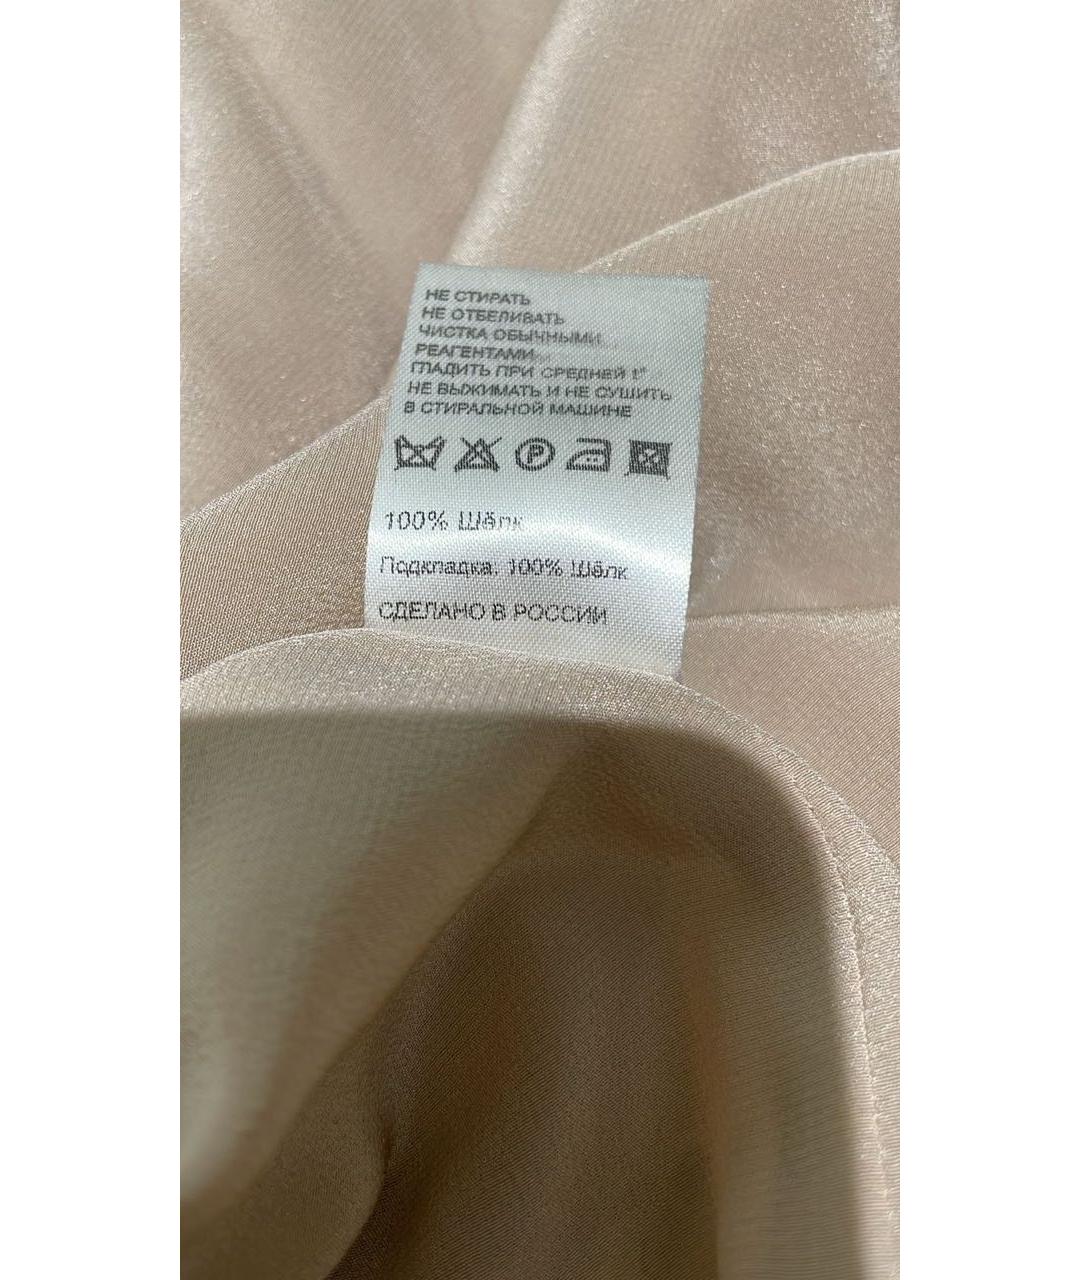 НЕ СТИРАТЬ
НЕ ОТБЕЛИВАТЬ
ЧИСТКА ОБЫЧНЫМИ
РЕАГЕНТАМИ
ГЛАДИТЬ ПРИ СРЕДНЕЙ t°
НЕ ВЫЖИМАТЬ И НЕ СУШИТЬ
В СТИРАЛЬНОЙ МАШИНЕ
P
100% Шёлк
Подкладка: 100% Шёлк
СДЕЛАНО В РОССИИ